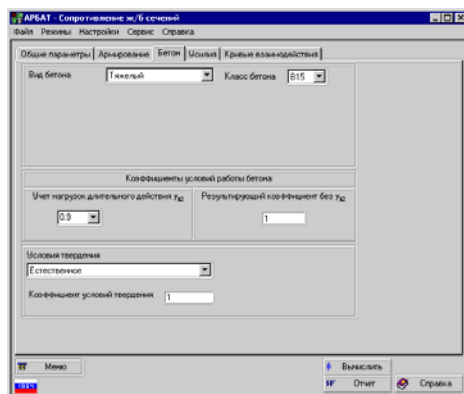 АРБАТ - Сопротивление ж/б сечений
Файл Режимы Настройки Сервис Справка
Общие параметры Армирование Бетон Усилия Кривые взаимодействия
Вид бетона Тяжелый Класс бетона B15
Коэффициенты условий работы бетона
Учет нагрузок длительного действия γb2 Результирующий коэффициент без γb2
0.9 1
Условия твердения
Естественное
Коэффициент условий твердения 1
Меню Вычислить
Отчет Справка